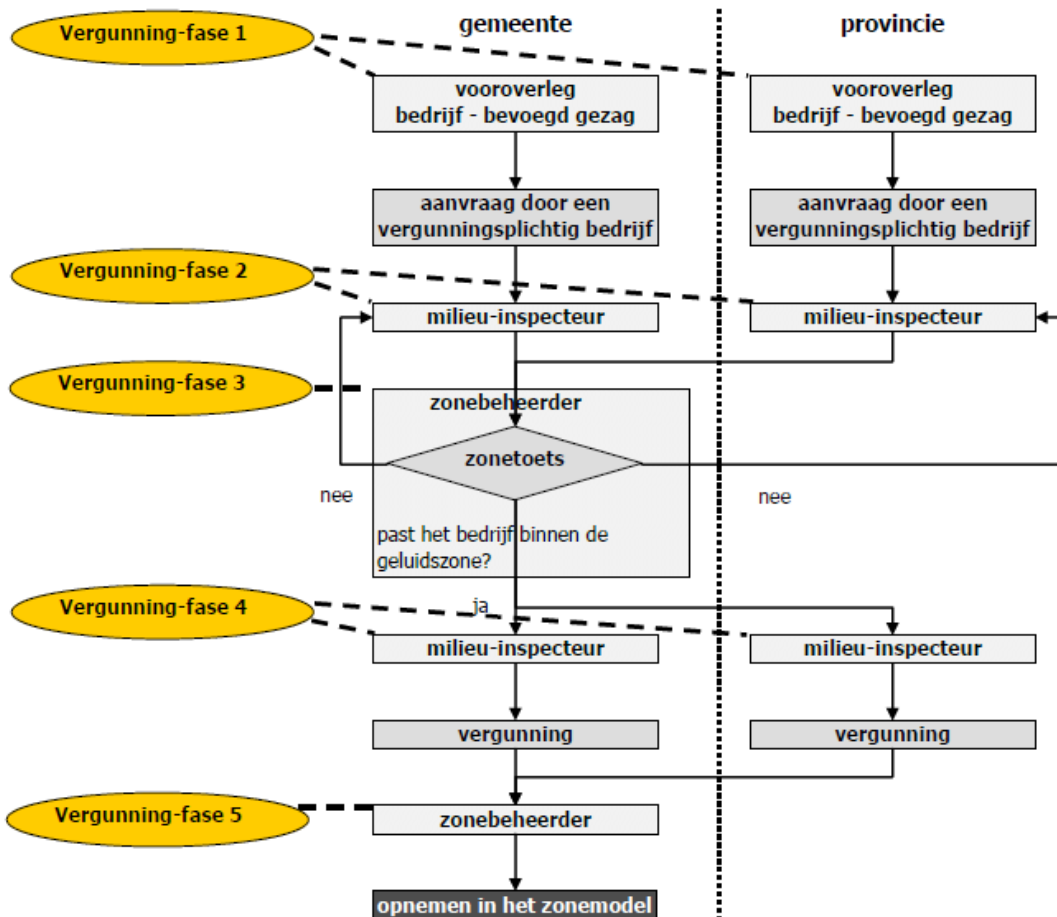 Vergunning-fase 1
gemeente
provincie
vooroverleg
bedrijf - bevoegd gezag
vooroverleg
bedrijf - bevoegd gezag
aanvraag door een
vergunningsplichtig bedrijf
aanvraag door een
vergunningsplichtig bedrijf
Vergunning-fase 2
milieu-inspecteur
milieu-inspecteur
Vergunning-fase 3
zonebeheerder
zonetoets
nee
nee
past het bedrijf binnen de
geluidszone?
Vergunning-fase 4
ja
milieu-inspecteur
milieu-inspecteur
vergunning
vergunning
Vergunning-fase 5
zonebeheerder
opnemen in het zonemodel